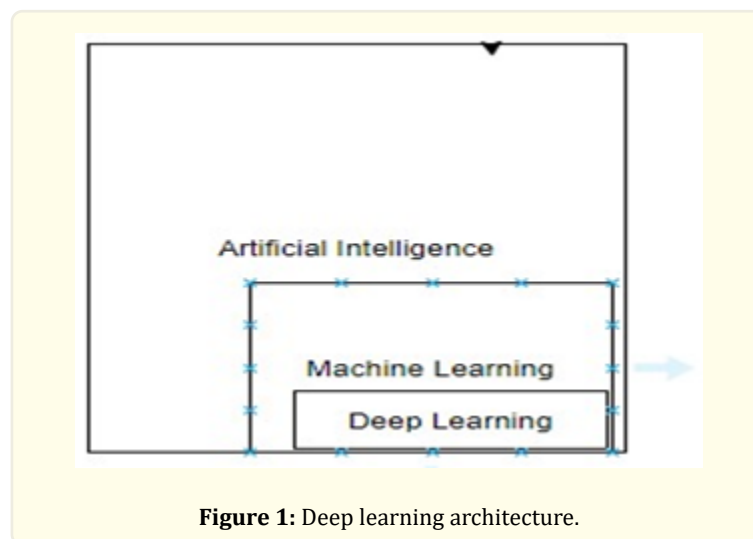 Artificial Intelligence
Machine Learning
Deep Learning
Figure 1: Deep learning architecture.